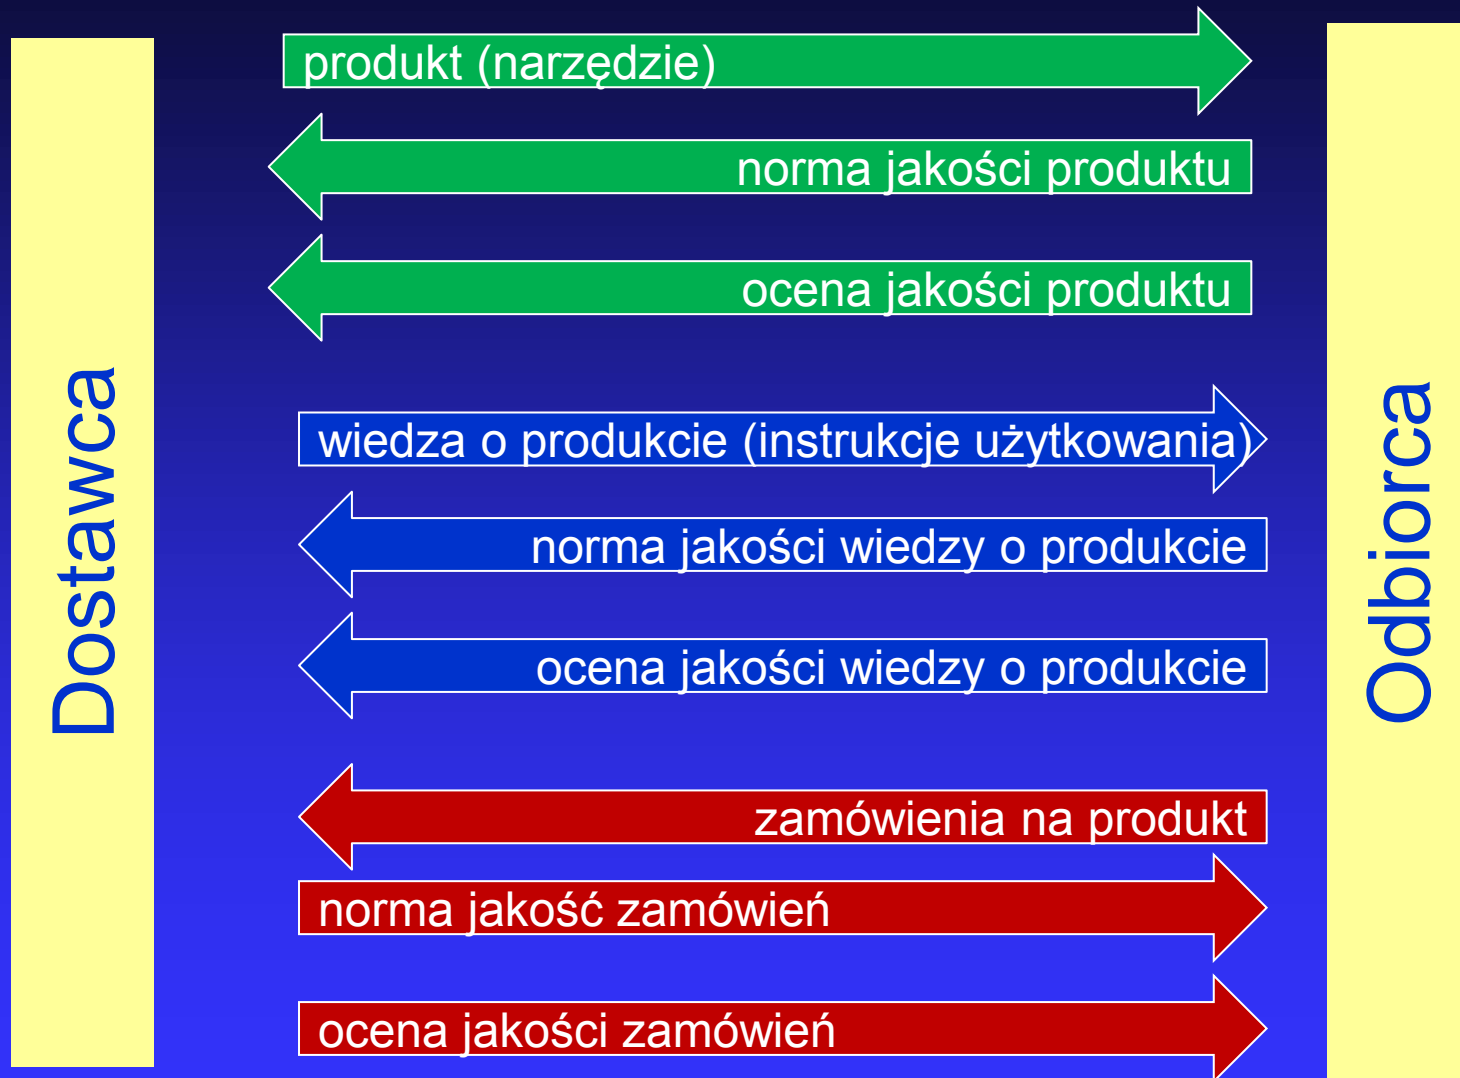 produkt (narzędzie)
norma jakości produktu
ocena jakości produktu
Dostawca
wiedza o produkcie (instrukcje użytkowania)
norma jakości wiedzy o produkcie
ocena jakości wiedzy o produkcie
Odbiorca
zamówienia na produkt
norma jakość zamówień
ocena jakości zamówień